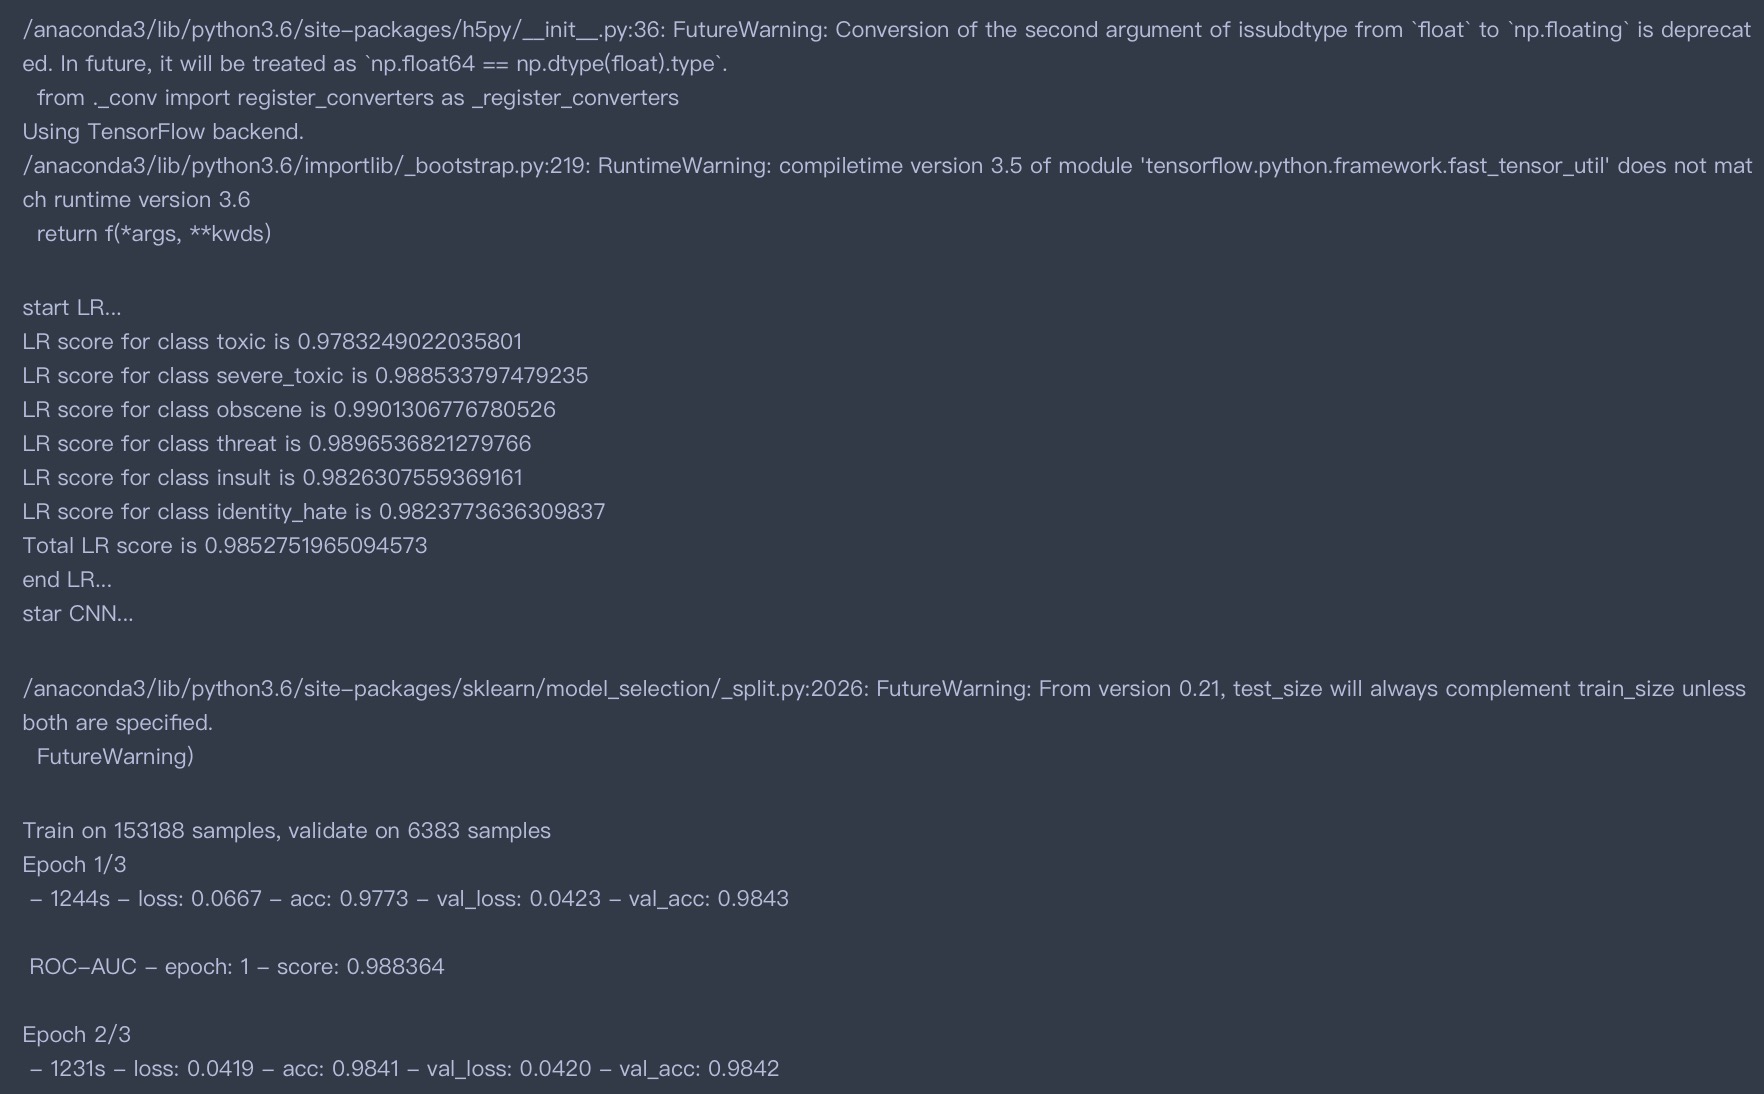 /anaconda3/lib/python3.6/site-packages/h5py/__init__.py:36: FutureWarning: Conversion of the second argument of issubdtype from `float` to `np.floating` is deprecat
ed. In future, it will be treated as `np.float64 == np.dtype(float).type`.
  from ._conv import register_converters as _register_converters
Using TensorFlow backend.
/anaconda3/lib/python3.6/importlib/_bootstrap.py:219: RuntimeWarning: compiletime version 3.5 of module 'tensorflow.python.framework.fast_tensor_util' does not mat
ch runtime version 3.6
  return f(*args, **kwds)
start LR...
LR score for class toxic is 0.9783249022035801
LR score for class severe_toxic is 0.988533797479235
LR score for class obscene is 0.9901306776780526
LR score for class threat is 0.9896536821279766
LR score for class insult is 0.9826307559369161
LR score for class identity_hate is 0.9823773636309837
Total LR score is 0.9852751965094573
end LR...
star CNN...
/anaconda3/lib/python3.6/site-packages/sklearn/model_selection/_split.py:2026: FutureWarning: From version 0.21, test_size will always complement train_size unless
both are specified.
  FutureWarning)
Train on 153188 samples, validate on 6383 samples
Epoch 1/3
 - 1244s - loss: 0.0667 - acc: 0.9773 - val_loss: 0.0423 - val_acc: 0.9843
 ROC-AUC - epoch: 1 - score: 0.988364
Epoch 2/3
 - 1231s - loss: 0.0419 - acc: 0.9841 - val_loss: 0.0420 - val_acc: 0.9842